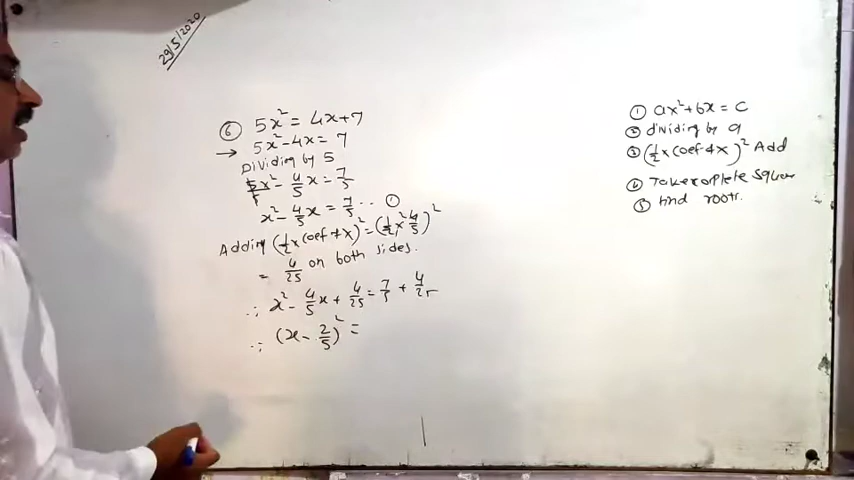 29/5/2020
⑥ 5x² = 4x+7
→ 5x² - 4x = 7
Dividing by 5
5x²/5 - 4/5 x = 7/5
x² - 4/5 x = 7/5 .. ①
Adding (1/2 x coef of x)² = (1/2 x 4/5)²
= 4/25 on both sides.
∴ x² - 4/5 x + 4/25 = 7/5 + 4/25
∴ (x - 2/5)² =
① ax²+bx = c
② dividing by a
③ (1/2 x coef of x)² Add
④ Take complete square
⑤ find roots.